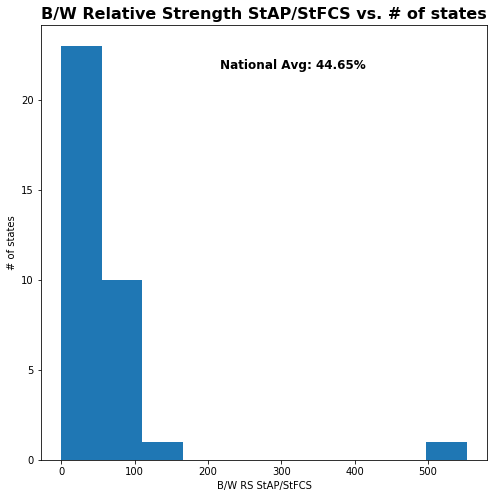 B/W Relative Strength StAP/StFCS vs. # of states
National Avg: 44.65%
# of states
20
15
10
5
0
0 100 200 300 400 500
B/W RS StAP/StFCS